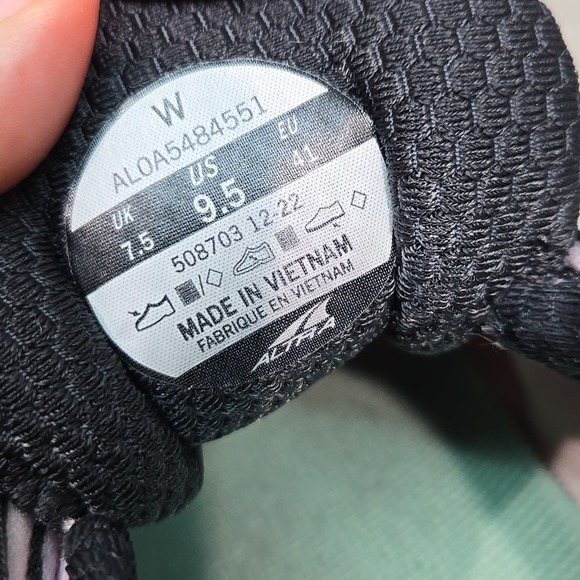 W
AL0A5484551
UK US EU
7.5 9.5 41
508703 12-22
MADE IN VIETNAM
FABRIQUE EN VIETNAM
ALTRA